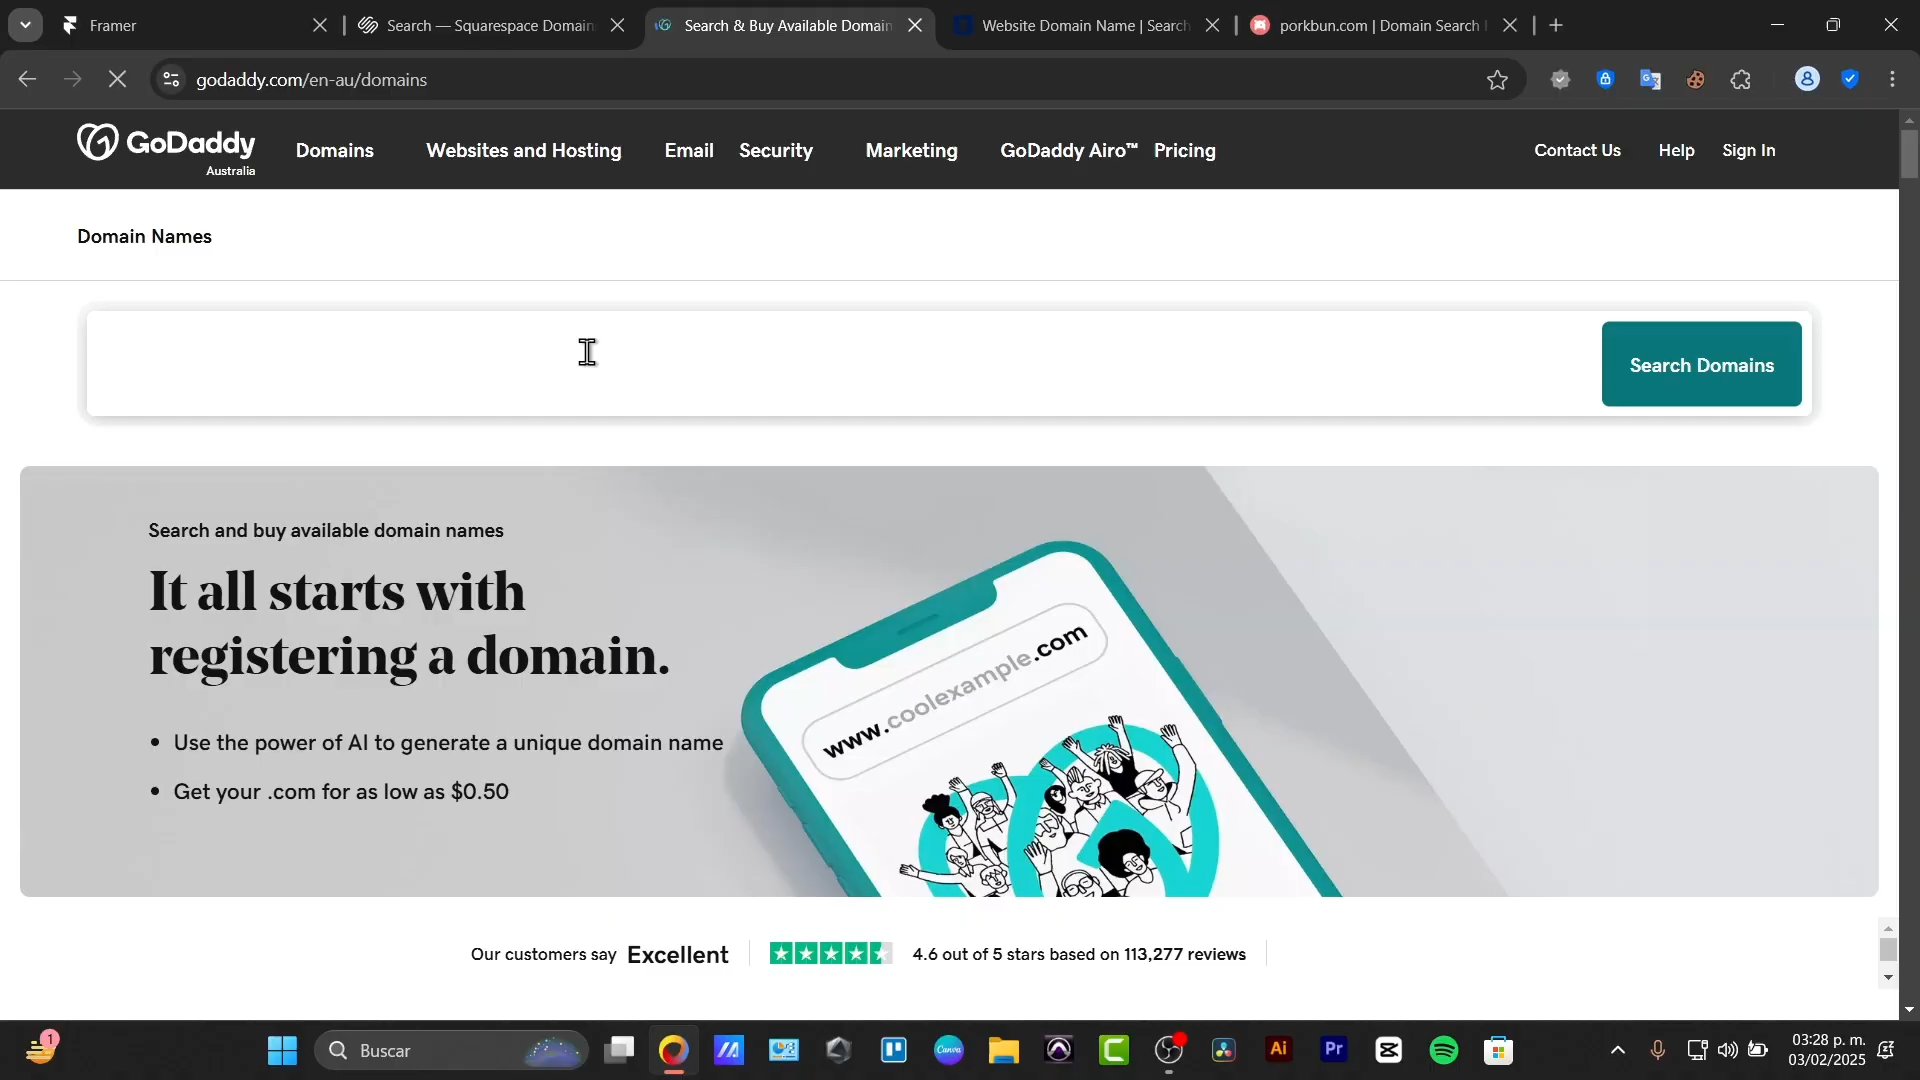 Framer
Search — Squarespace Domain
Search & Buy Available Domain
Website Domain Name | Search
porkbun.com | Domain Search
godaddy.com/en-au/domains
GoDaddy
Australia
Domains
Websites and Hosting
Email
Security
Marketing
GoDaddy Airo™
Pricing
Contact Us
Help
Sign In
Domain Names
Search Domains
Search and buy available domain names
It all starts with
registering a domain.
• Use the power of AI to generate a unique domain name
• Get your .com for as low as $0.50
www.coolexample.com
Our customers say Excellent
4.6 out of 5 stars based on 113,277 reviews
1
Buscar
Canva
Ai
Pr
03:28 p. m.
03/02/2025